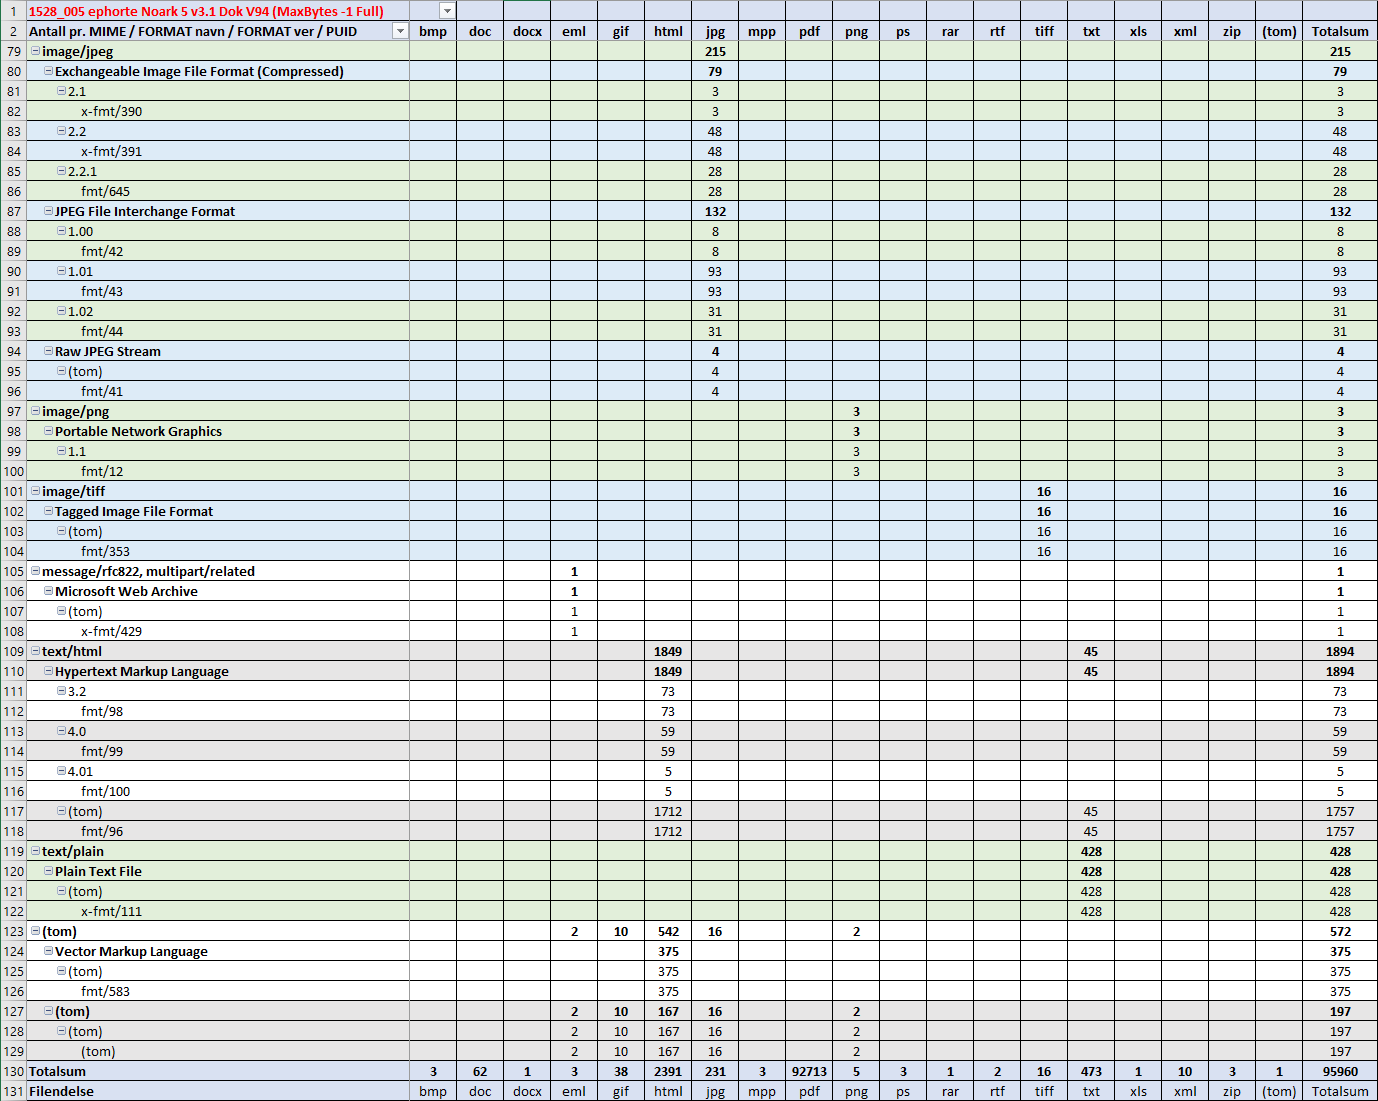 1 1528_005 ephorte Noark 5 v3.1 Dok V94 (MaxBytes -1 Full)
2 Antall pr. MIME / FORMAT navn / FORMAT ver / PUID bmp doc docx eml gif html jpg mpp pdf png ps rar rtf tiff txt xls xml zip (tom) Totalsum
79 image/jpeg 215 215
80 Exchangeable Image File Format (Compressed) 79 79
81 2.1 3 3
82 x-fmt/390 3 3
83 2.2 48 48
84 x-fmt/391 48 48
85 2.2.1 28 28
86 fmt/645 28 28
87 JPEG File Interchange Format 132 132
88 1.00 8 8
89 fmt/42 8 8
90 1.01 93 93
91 fmt/43 93 93
92 1.02 31 31
93 fmt/44 31 31
94 Raw JPEG Stream 4 4
95 (tom) 4 4
96 fmt/41 4 4
97 image/png 3 3
98 Portable Network Graphics 3 3
99 1.1 3 3
100 fmt/12 3 3
101 image/tiff 16 16
102 Tagged Image File Format 16 16
103 (tom) 16 16
104 fmt/353 16 16
105 message/rfc822, multipart/related 1 1
106 Microsoft Web Archive 1 1
107 (tom) 1 1
108 x-fmt/429 1 1
109 text/html 1849 45 1894
110 Hypertext Markup Language 1849 45 1894
111 3.2 73 73
112 fmt/98 73 73
113 4.0 59 59
114 fmt/99 59 59
115 4.01 5 5
116 fmt/100 5 5
117 (tom) 1712 45 1757
118 fmt/96 1712 45 1757
119 text/plain 428 428
120 Plain Text File 428 428
121 (tom) 428 428
122 x-fmt/111 428 428
123 (tom) 2 10 542 16 2 572
124 Vector Markup Language 375 375
125 (tom) 375 375
126 fmt/583 375 375
127 (tom) 2 10 167 16 2 197
128 (tom) 2 10 167 16 2 197
129 (tom) 2 10 167 16 2 197
130 Totalsum 3 62 1 3 38 2391 231 3 92713 5 3 1 2 16 473 1 10 3 1 95960
131 Filendelse bmp doc docx eml gif html jpg mpp pdf png ps rar rtf tiff txt xls xml zip (tom) Totalsum